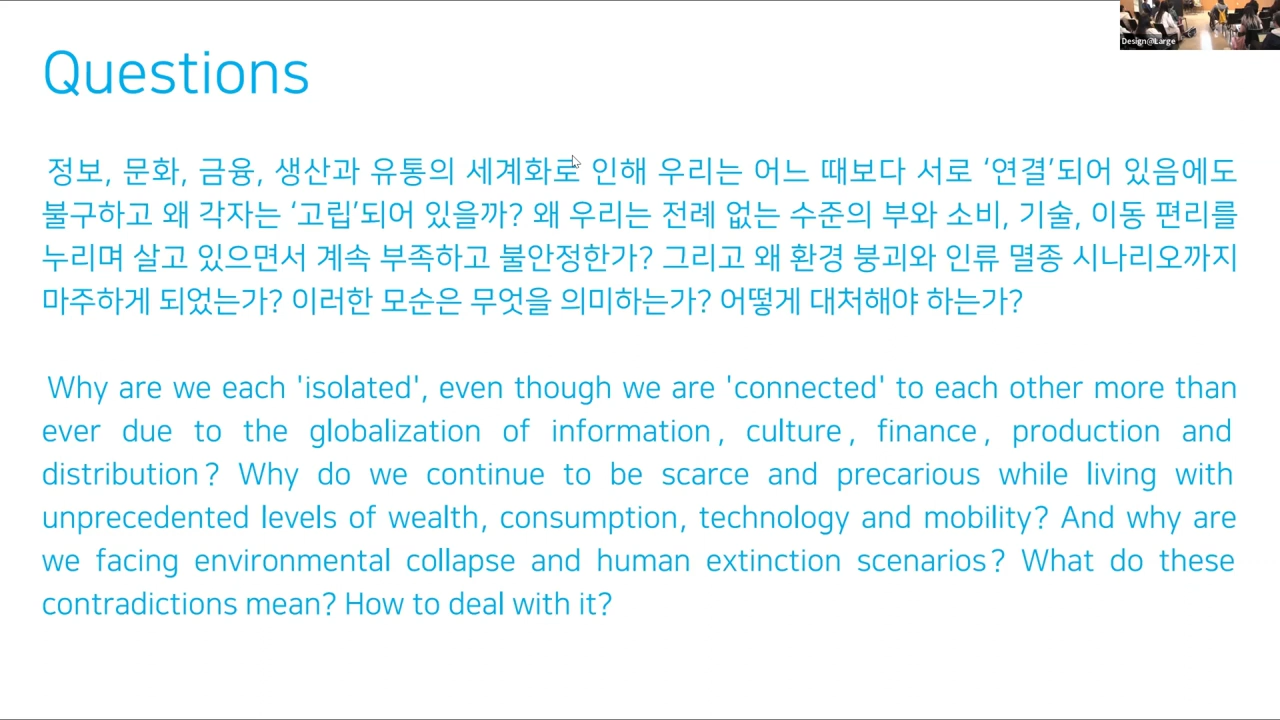 Design@Large
Questions
정보, 문화, 금융, 생산과 유통의 세계화로 인해 우리는 어느 때보다 서로 ‘연결’되어 있음에도
불구하고 왜 각자는 ‘고립’되어 있을까? 왜 우리는 전례 없는 수준의 부와 소비, 기술, 이동 편리를
누리며 살고 있으면서 계속 부족하고 불안정한가? 그리고 왜 환경 붕괴와 인류 멸종 시나리오까지
마주하게 되었는가? 이러한 모순은 무엇을 의미하는가? 어떻게 대처해야 하는가?
Why are we each 'isolated', even though we are 'connected' to each other more than
ever due to the globalization of information, culture, finance, production and
distribution? Why do we continue to be scarce and precarious while living with
unprecedented levels of wealth, consumption, technology and mobility? And why are
we facing environmental collapse and human extinction scenarios? What do these
contradictions mean? How to deal with it?